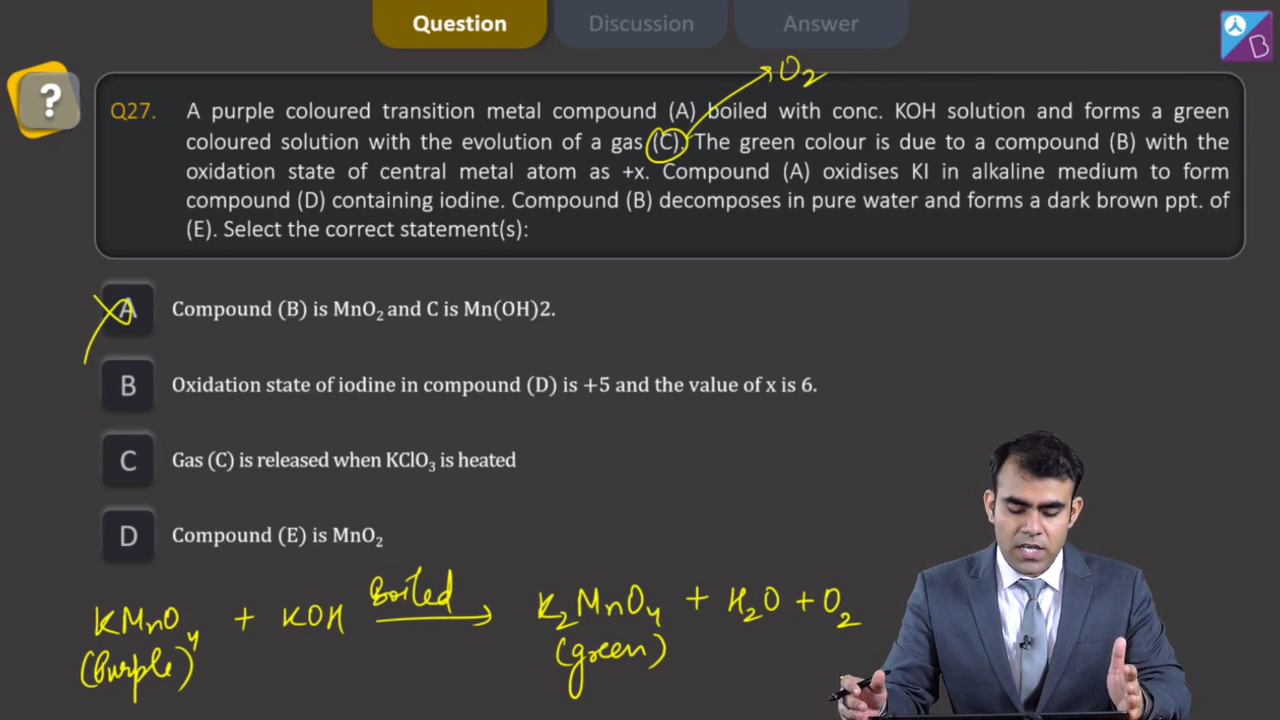 Question
Discussion
Answer
B
O₂
?
Q27. A purple coloured transition metal compound (A) boiled with conc. KOH solution and forms a green
coloured solution with the evolution of a gas (C). The green colour is due to a compound (B) with the
oxidation state of central metal atom as +x. Compound (A) oxidises KI in alkaline medium to form
compound (D) containing iodine. Compound (B) decomposes in pure water and forms a dark brown ppt. of
(E). Select the correct statement(s):
A Compound (B) is MnO₂ and C is Mn(OH)2.
B Oxidation state of iodine in compound (D) is +5 and the value of x is 6.
C Gas (C) is released when KClO₃ is heated
D Compound (E) is MnO₂
KMnO₄ + KOH Boiled K₂MnO₄ + H₂O + O₂
(Purple) (green)